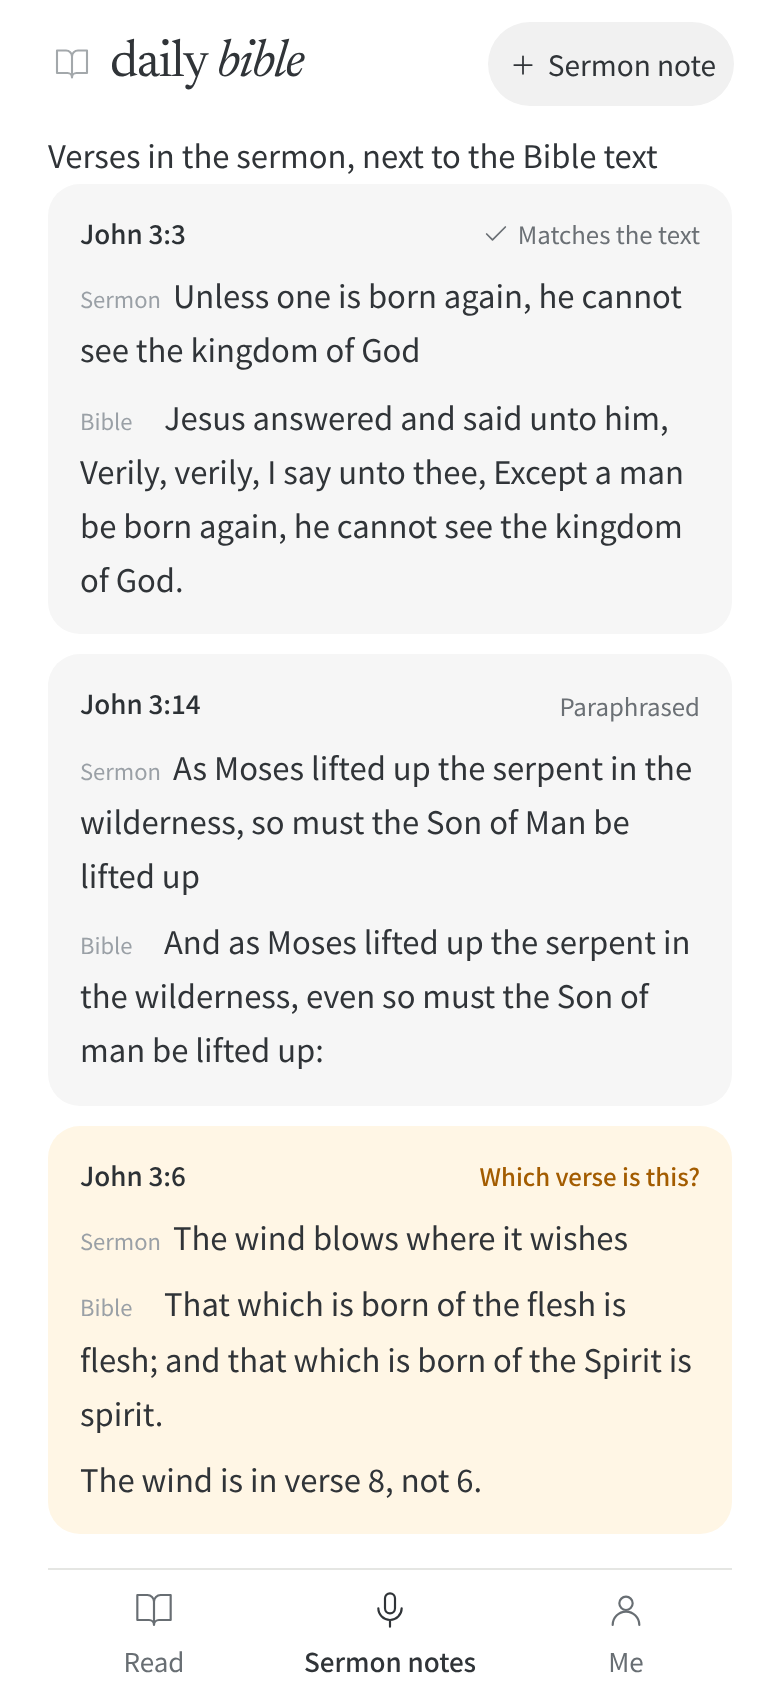 daily bible
+ Sermon note
Verses in the sermon, next to the Bible text
John 3:3
✓ Matches the text
Sermon Unless one is born again, he cannot
see the kingdom of God
Bible Jesus answered and said unto him,
Verily, verily, I say unto thee, Except a man
be born again, he cannot see the kingdom
of God.
John 3:14
Paraphrased
Sermon As Moses lifted up the serpent in the
wilderness, so must the Son of Man be
lifted up
Bible And as Moses lifted up the serpent in
the wilderness, even so must the Son of
man be lifted up:
John 3:6
Which verse is this?
Sermon The wind blows where it wishes
Bible That which is born of the flesh is
flesh; and that which is born of the Spirit is
spirit.
The wind is in verse 8, not 6.
Read
Sermon notes
Me